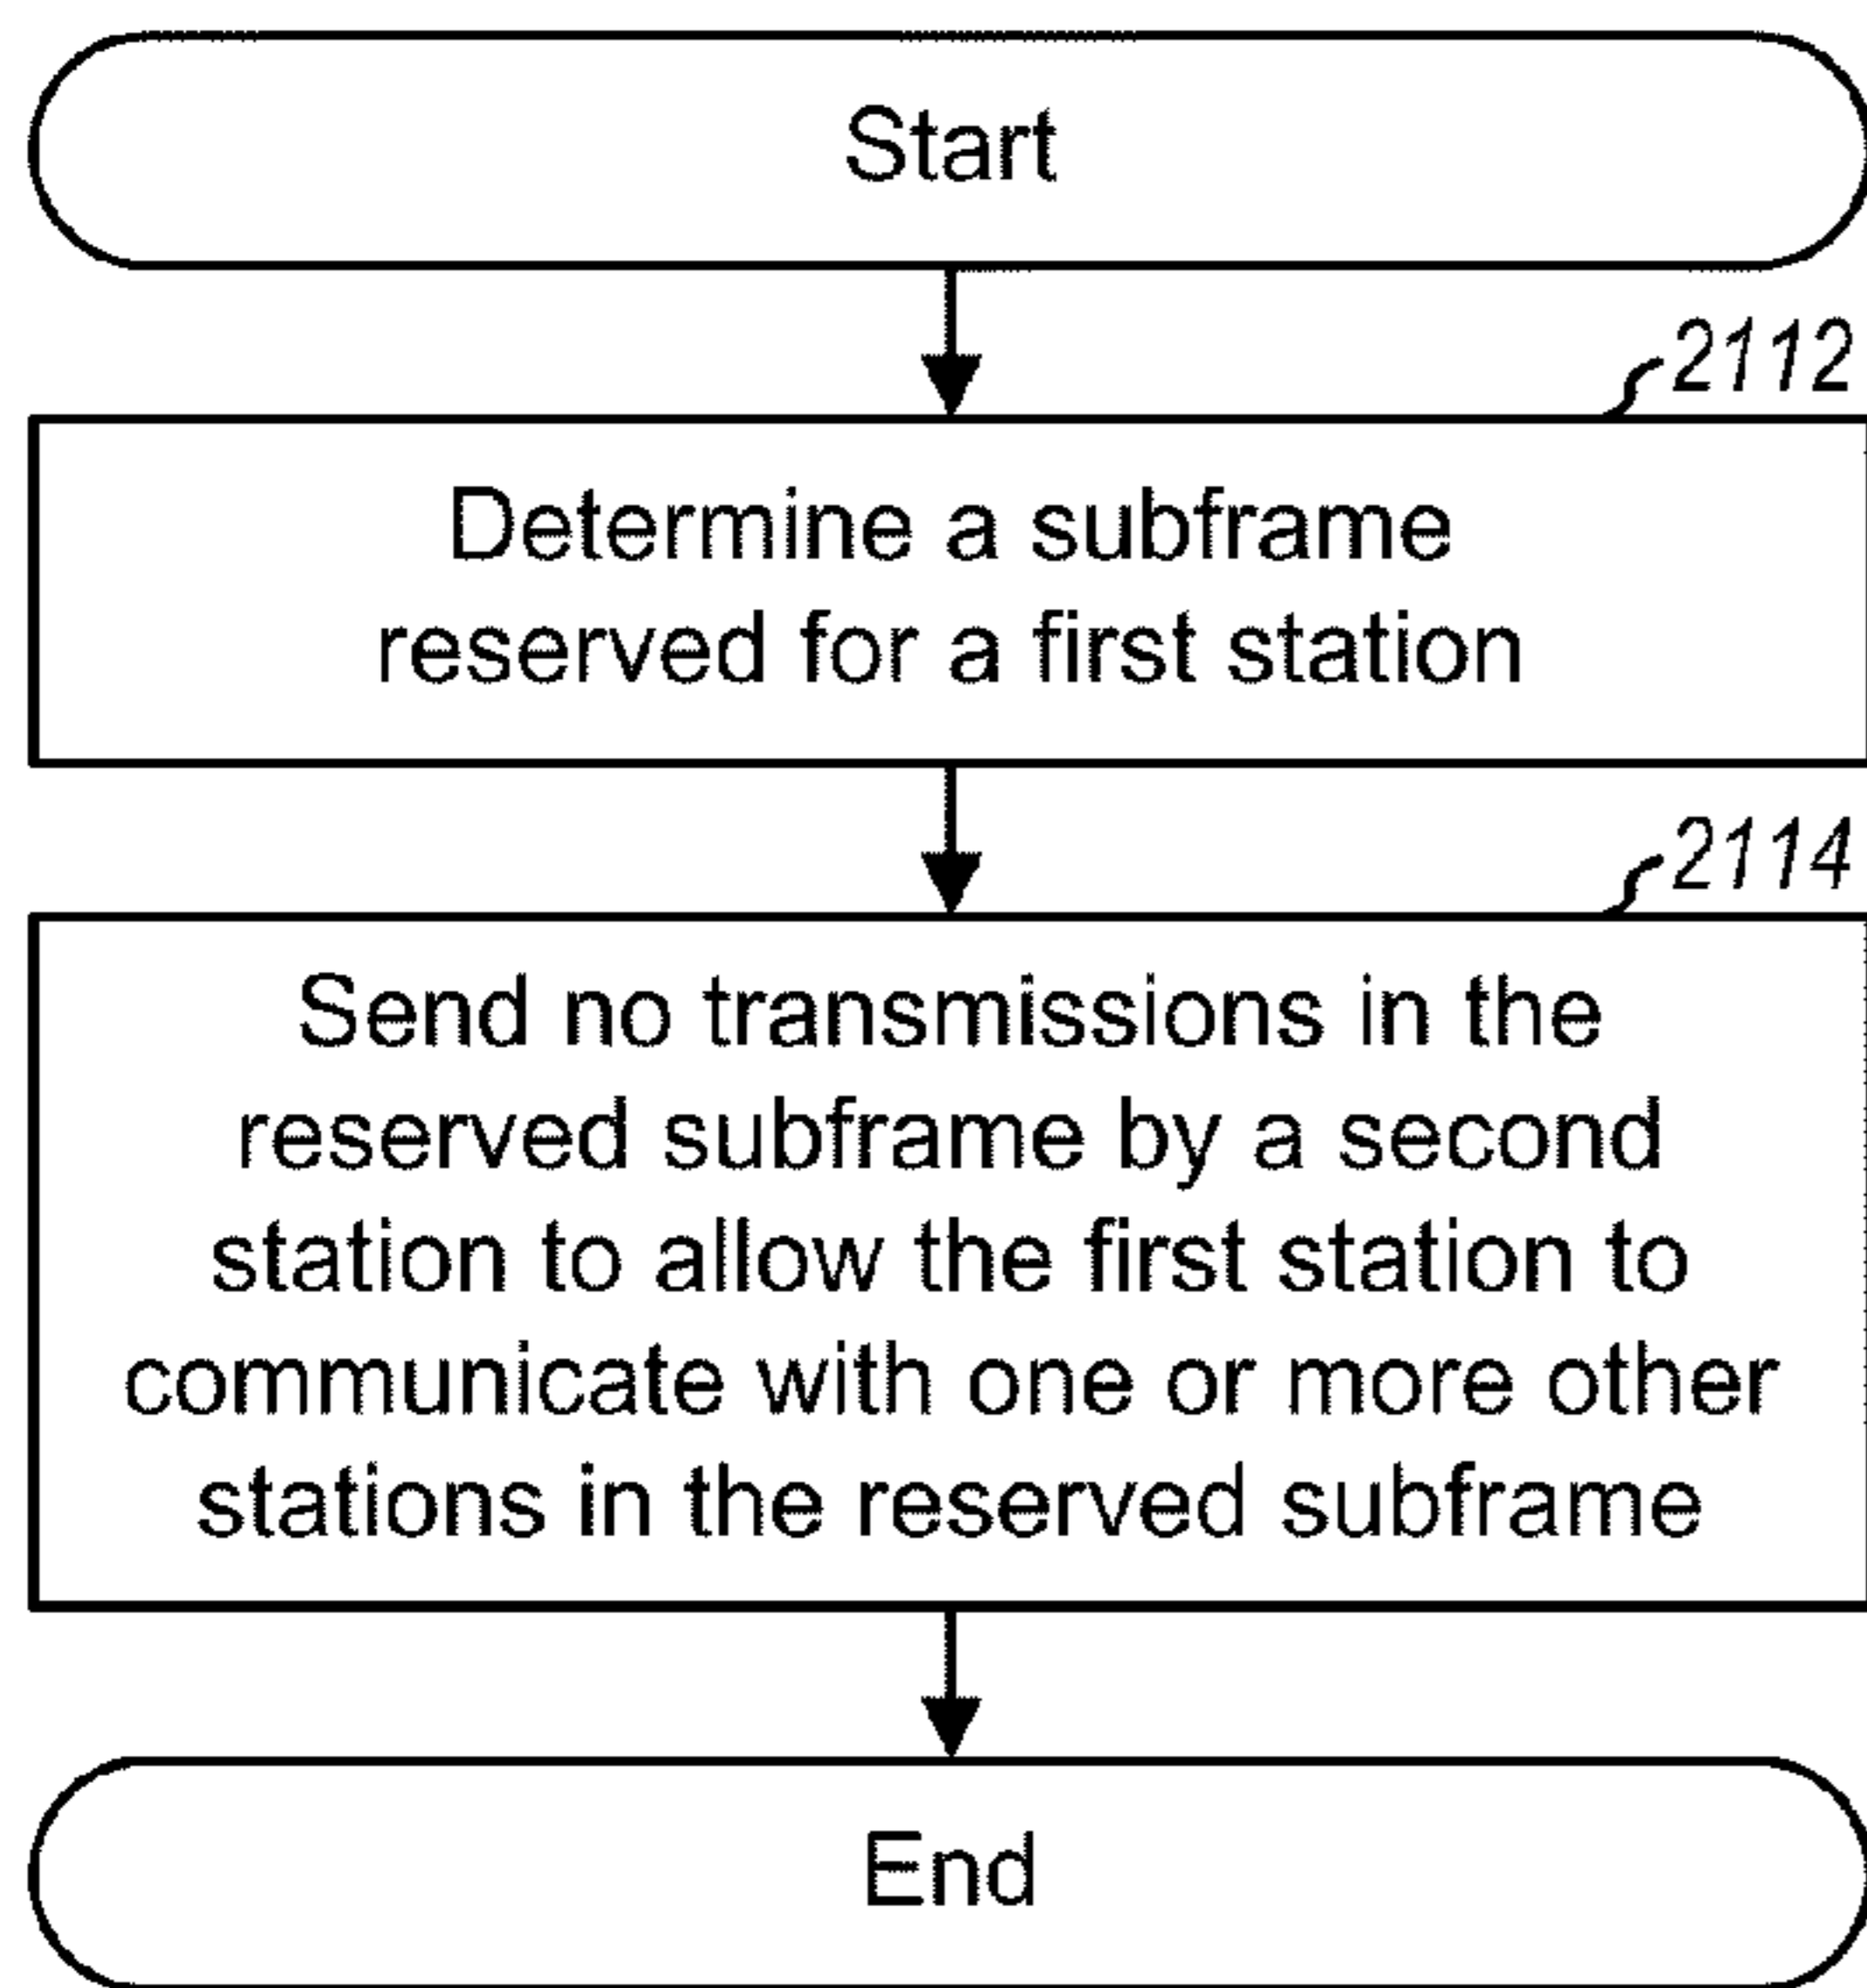 Start
2112
Determine a subframe
reserved for a first station
2114
Send no transmissions in the
reserved subframe by a second
station to allow the first station to
communicate with one or more other
stations in the reserved subframe
End